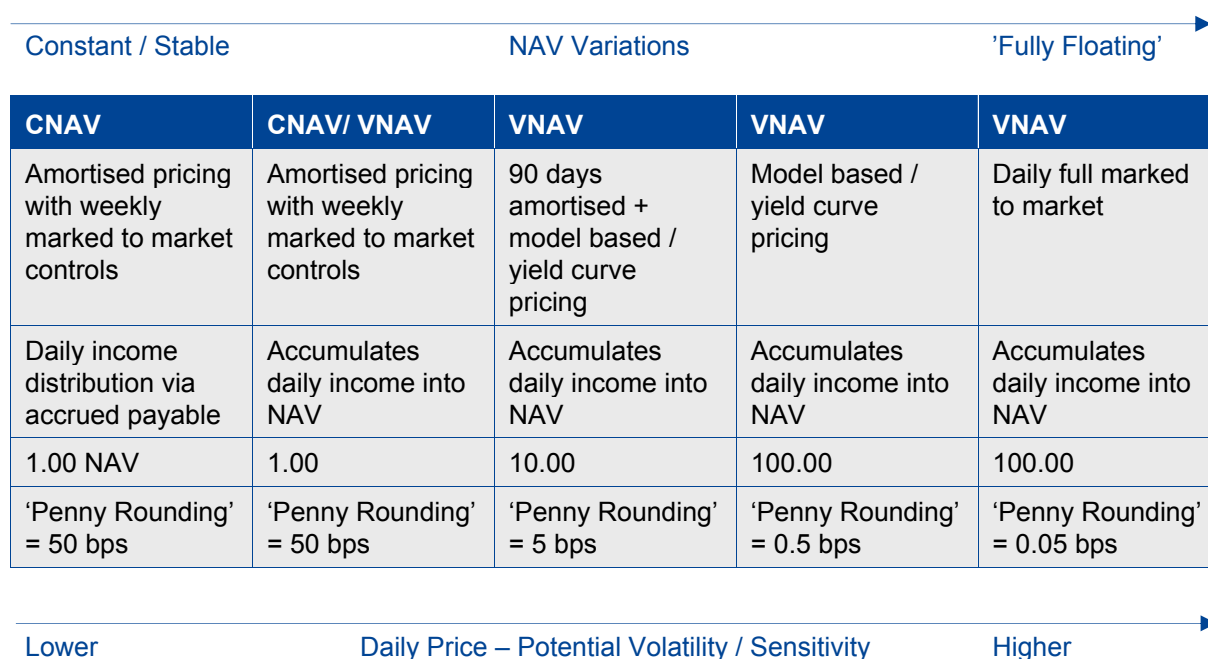 Constant / Stable NAV Variations ’Fully Floating’
CNAV CNAV/ VNAV VNAV VNAV VNAV
Amortised pricing
with weekly
marked to market
controls
Amortised pricing
with weekly
marked to market
controls
90 days
amortised +
model based /
yield curve
pricing
Model based /
yield curve
pricing
Daily full marked
to market
Daily income
distribution via
accrued payable
Accumulates
daily income into
NAV
Accumulates
daily income into
NAV
Accumulates
daily income into
NAV
Accumulates
daily income into
NAV
1.00 NAV 1.00 10.00 100.00 100.00
‘Penny Rounding’
= 50 bps
‘Penny Rounding’
= 50 bps
‘Penny Rounding’
= 5 bps
‘Penny Rounding’
= 0.5 bps
‘Penny Rounding’
= 0.05 bps
Lower Daily Price – Potential Volatility / Sensitivity Higher